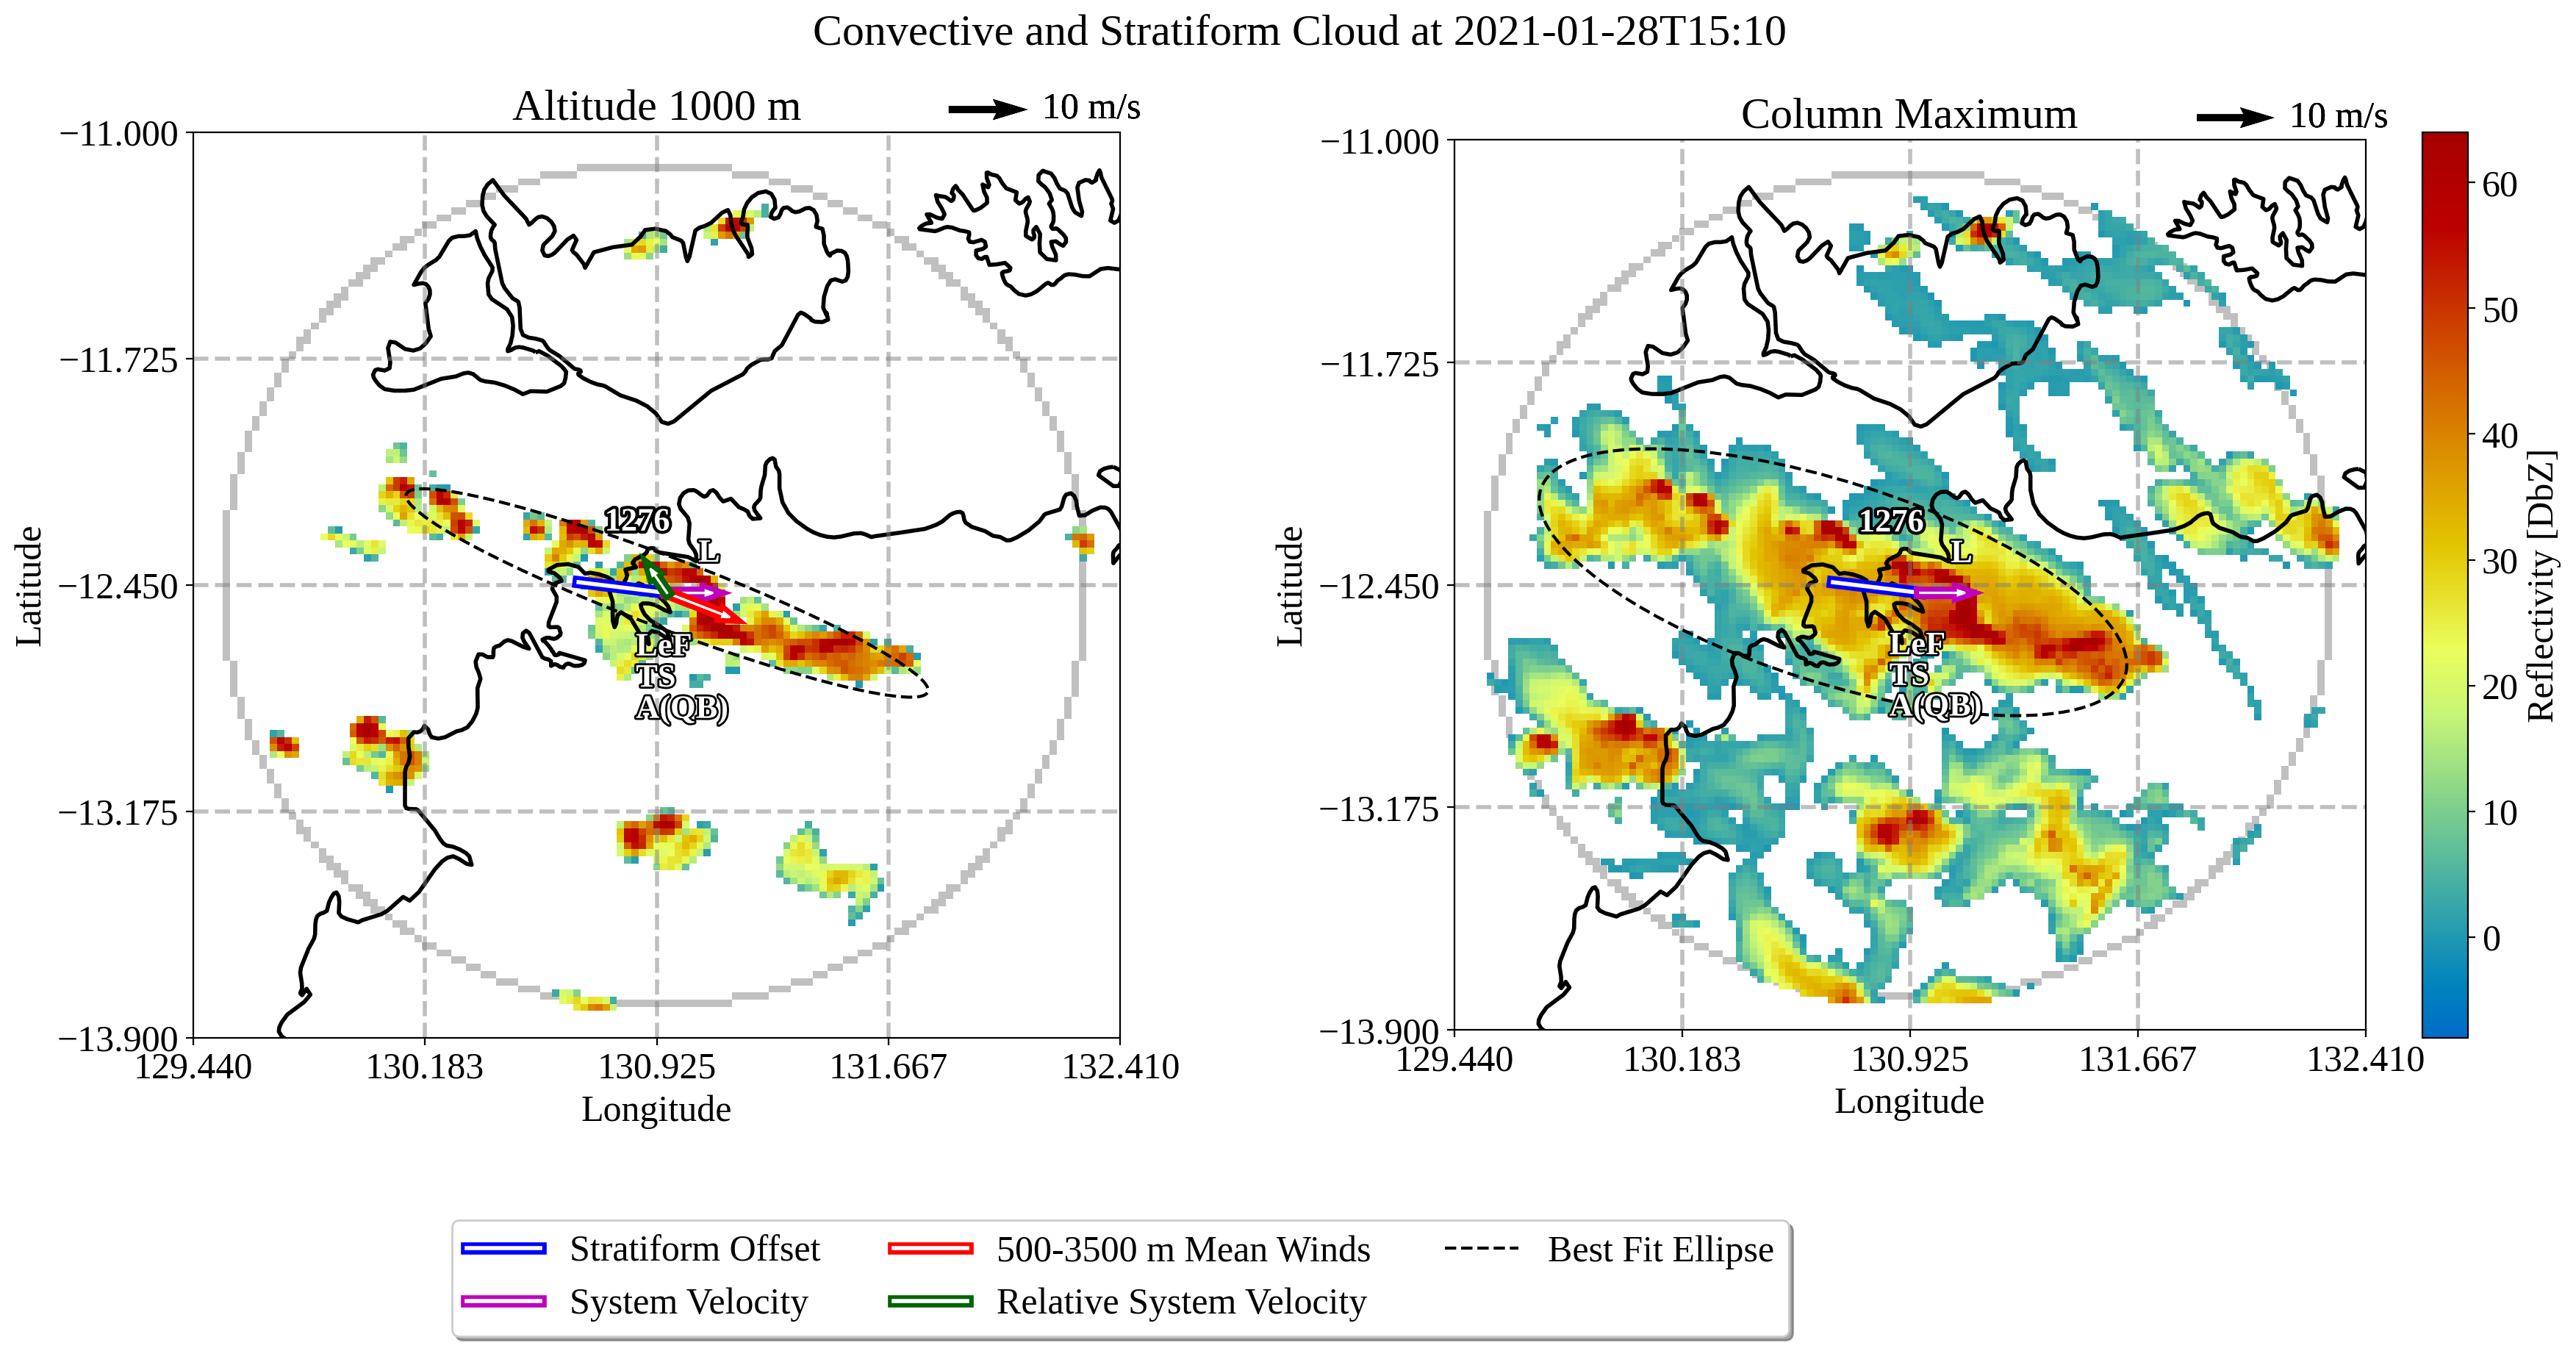 Convective and Stratiform Cloud at 2021-01-28T15:10
Altitude 1000 m
10 m/s
−11.000
−11.725
−12.450
−13.175
−13.900
129.440
130.183
130.925
131.667
132.410
Latitude
Longitude
1276
L
LeF
TS
A(QB)
Column Maximum
10 m/s
−11.000
−11.725
−12.450
−13.175
−13.900
129.440
130.183
130.925
131.667
132.410
Latitude
Longitude
1276
L
LeF
TS
A(QB)
60
50
40
30
20
10
0
Reflectivity [DbZ]
Stratiform Offset
System Velocity
500-3500 m Mean Winds
Relative System Velocity
Best Fit Ellipse